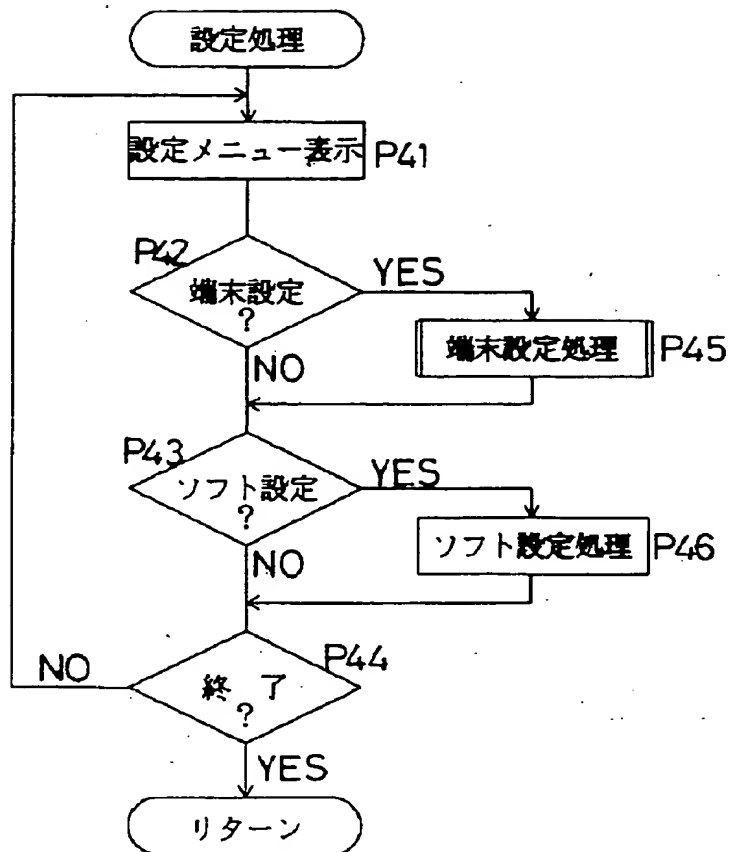 設定処理
設定メニュー表示 P41
P42
端末設定
?
YES
NO
端末設定処理 P45
P43
ソフト設定
?
YES
NO
ソフト設定処理 P46
P44
終了
?
NO
YES
リターン